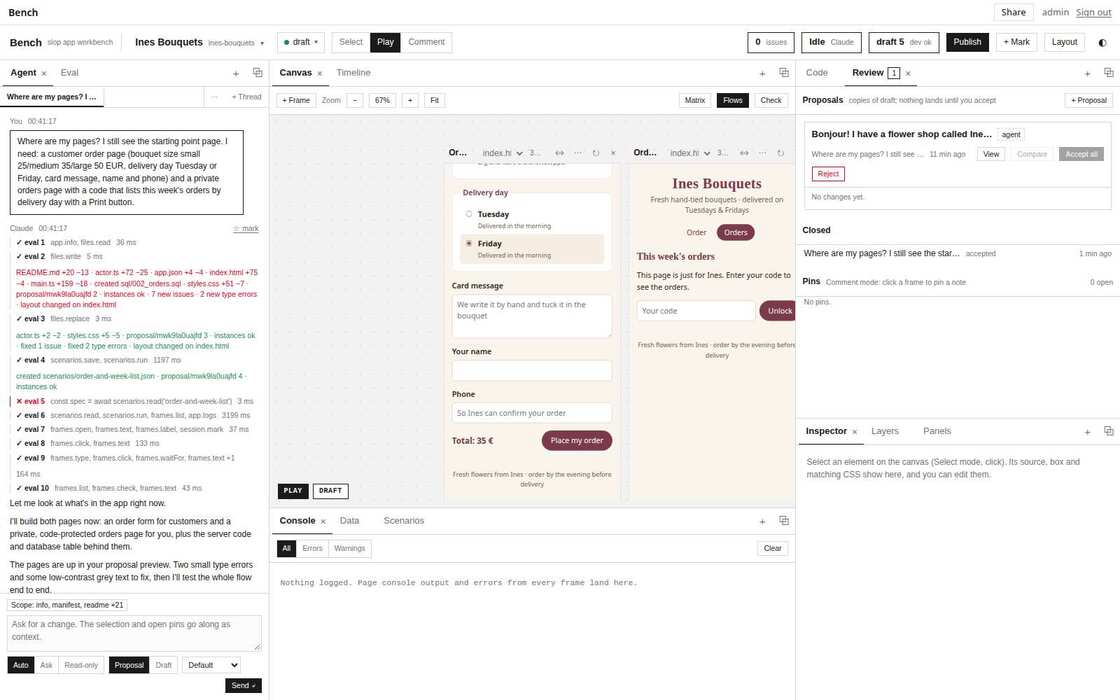 Bench
Share admin Sign out
Bench slop app workbench Ines Bouquets ines-bouquets draft Select Play Comment 0 issues Idle Claude draft 5 dev ok Publish + Mark Layout
Agent × Eval +
Where are my pages? I ... ··· + Thread
You 00:41:17
Where are my pages? I still see the starting point page. I
need: a customer order page (bouquet size small
25/medium 35/large 50 EUR, delivery day Tuesday or
Friday, card message, name and phone) and a private
orders page with a code that lists this week's orders by
delivery day with a Print button.
Claude 00:41:17 ☆ mark
✓ eval 1 app.info, files.read 36 ms
✓ eval 2 files.write 5 ms
README.md +20 −13 · actor.ts +72 −25 · app.json +4 −4 · index.html +75
−4 · main.ts +159 −18 · created sql/002_orders.sql · styles.css +51 −7 ·
proposal/mwk9la0uajfd 2 · instances ok · 7 new issues · 2 new type errors
· layout changed on index.html
✓ eval 3 files.replace 3 ms
actor.ts +2 −2 · styles.css +5 −5 · proposal/mwk9la0uajfd 3 · instances ok
· fixed 1 issue · fixed 2 type errors · layout changed on index.html
✓ eval 4 scenarios.save, scenarios.run 1197 ms
created scenarios/order-and-week-list.json · proposal/mwk9la0uajfd 4 ·
instances ok
✕ eval 5 const spec = await scenarios.read('order-and-week-list') 3 ms
✓ eval 6 scenarios.read, scenarios.run, frames.list, app.logs 3199 ms
✓ eval 7 frames.open, frames.text, frames.label, session.mark 37 ms
✓ eval 8 frames.click, frames.text 133 ms
✓ eval 9 frames.type, frames.click, frames.waitFor, frames.text +1
164 ms
✓ eval 10 frames.list, frames.check, frames.text 43 ms
Let me look at what's in the app right now.
I'll build both pages now: an order form for customers and a
private, code-protected orders page for you, plus the server code
and database table behind them.
The pages are up in your proposal preview. Two small type errors
and some low-contrast grey text to fix, then I'll test the whole flow
end to end.
Scope: info, manifest, readme +21
Ask for a change. The selection and open pins go along as
context.
Auto Ask Read-only Proposal Draft Default
Send
Canvas × Timeline +
+ Frame Zoom − 67% + Fit Matrix Flows Check
Or... index.h 3... ··· ×
Delivery day
Tuesday
Delivered in the morning
Friday
Delivered in the morning
Card message
We write it by hand and tuck it in the
bouquet
Your name
Phone
So Ines can confirm your order
Total: 35 € Place my order
Fresh flowers from Ines · order by the evening before
delivery
Ord... index.h 3... ···
Ines Bouquets
Fresh hand-tied bouquets · delivered on
Tuesdays & Fridays
Order Orders
This week's orders
This page is just for Ines. Enter your code to
see the orders.
Your code Unlock
Fresh flowers from Ines · order by the evening before
delivery
PLAY DRAFT
Console × Data Scenarios +
All Errors Warnings Clear
Nothing logged. Page console output and errors from every frame land here.
Code Review 1 × +
Proposals copies of draft; nothing lands until you accept + Proposal
Bonjour! I have a flower shop called Ine... agent
Where are my pages? I still see ... 11 min ago View Compare Accept all
Reject
No changes yet.
Closed
Where are my pages? I still see the star... accepted 1 min ago
Pins Comment mode: click a frame to pin a note 0 open
No pins.
Inspector × Layers Panels +
Select an element on the canvas (Select mode, click). Its source, box and
matching CSS show here, and you can edit them.